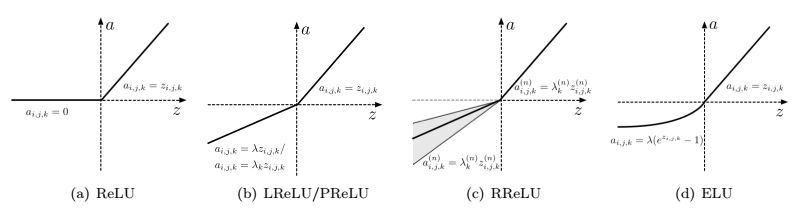 a
a_{i,j,k} = z_{i,j,k}
a_{i,j,k} = 0
z
(a) ReLU
a
a_{i,j,k} = z_{i,j,k}
z
a_{i,j,k} = λz_{i,j,k}/
a_{i,j,k} = λ_k z_{i,j,k}
(b) LReLU/PReLU
a
a^{(n)}_{i,j,k} = λ^{(n)}_k z^{(n)}_{i,j,k}
z
a^{(n)}_{i,j,k} = λ^{(n)}_k z^{(n)}_{i,j,k}
(c) RReLU
a
a_{i,j,k} = z_{i,j,k}
z
a_{i,j,k} = λ(e^{z_{i,j,k}} − 1)
(d) ELU